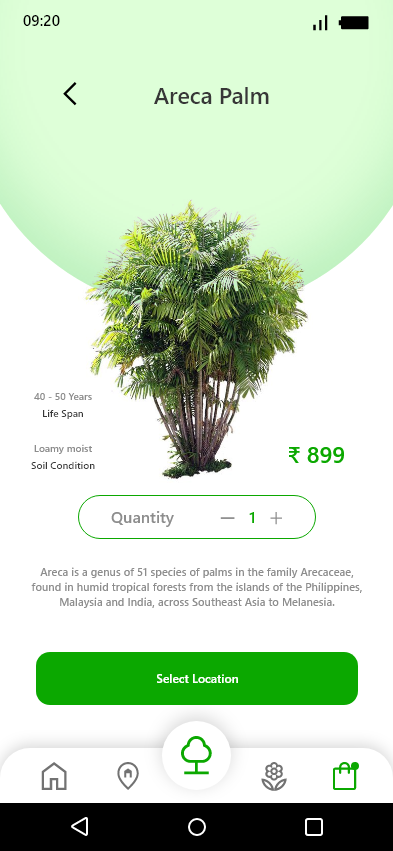 09:20
Areca Palm
40 - 50 Years
Life Span
Loamy moist
Soil Condition
₹ 899
Quantity — 1 +
Areca is a genus of 51 species of palms in the family Arecaceae,
found in humid tropical forests from the islands of the Philippines,
Malaysia and India, across Southeast Asia to Melanesia.
Select Location